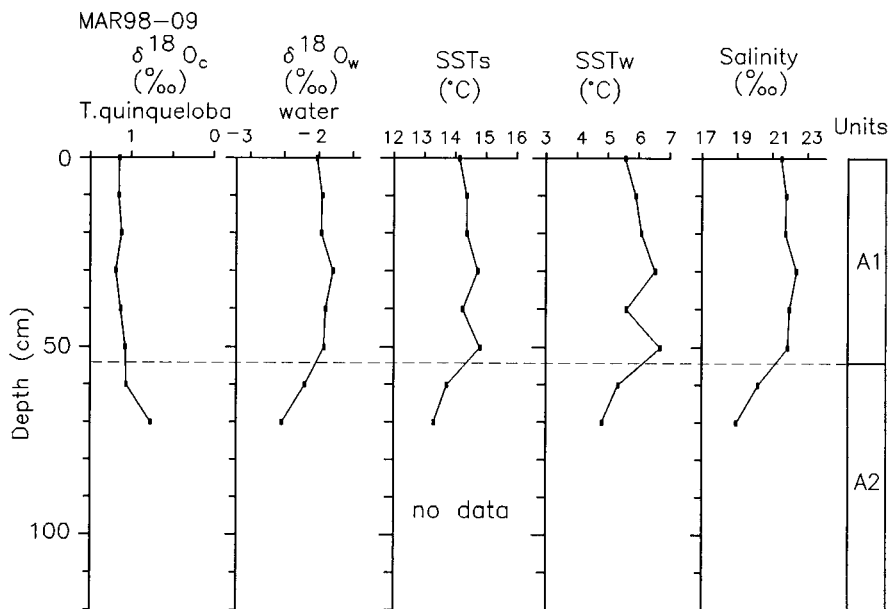 MAR98-09
δ18Oc δ18Ow SSTs SSTw Salinity
(‰) (‰) (°C) (°C) (‰)
T.quinqueloba water Units
1 0 -3 -2 12 13 14 15 16 3 4 5 6 7 17 19 21 23
0
50
100
Depth (cm)
A1
A2
no data